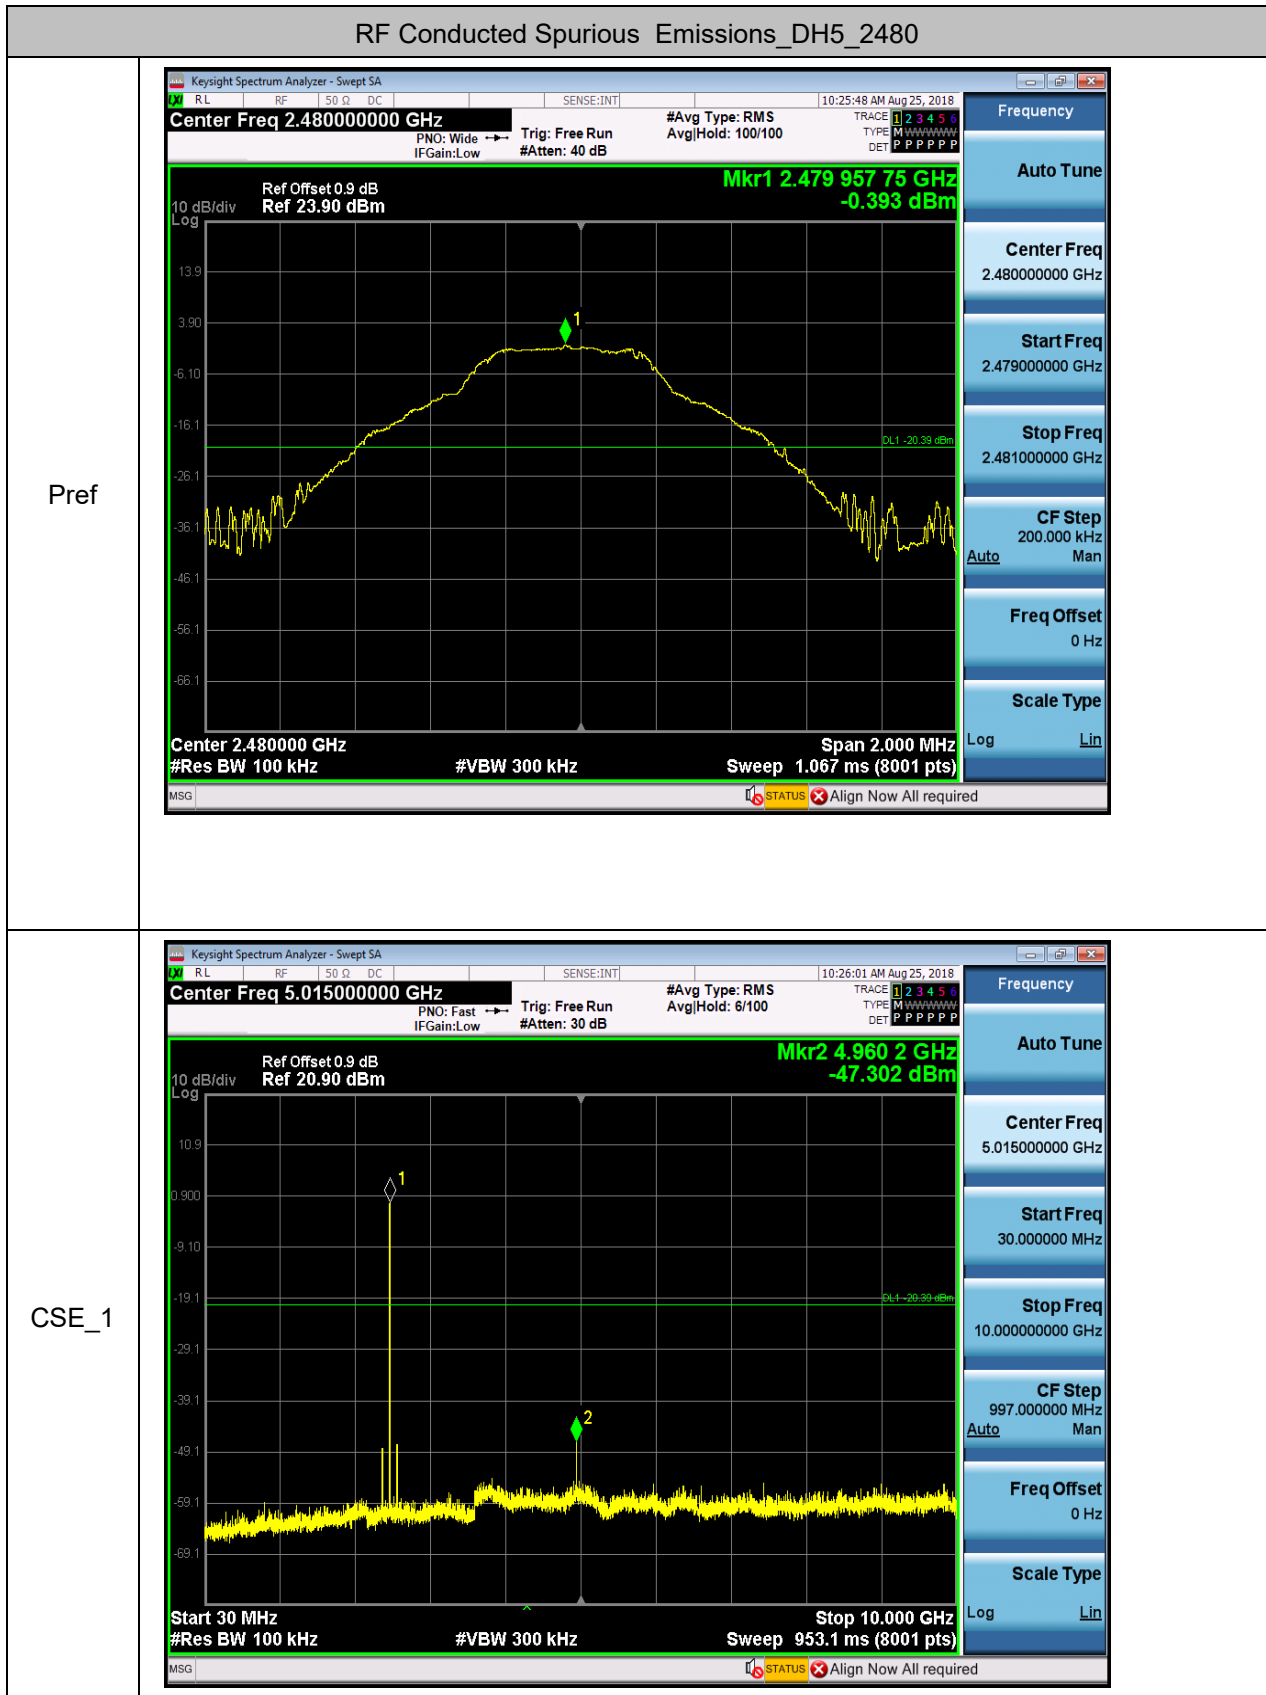 RF Conducted Spurious Emissions_DH5_2480
Pref
Keysight Spectrum Analyzer - Swept SA
LXI RL RF 50 Ω DC SENSE:INT 10:25:48 AM Aug 25, 2018
Center Freq 2.480000000 GHz #Avg Type: RMS TRACE 1 2 3 4 5 6
PNO: Wide Trig: Free Run Avg|Hold: 100/100 TYPE M W W W W W
IFGain:Low #Atten: 40 dB DET P P P P P P
Mkr1 2.479 957 75 GHz
Ref Offset 0.9 dB
10 dB/div Ref 23.90 dBm -0.393 dBm
Log
13.9
3.90
-6.10
-16.1
-26.1
-36.1
-46.1
-56.1
-66.1
1
DL1 -20.39 dBm
Center 2.480000 GHz Span 2.000 MHz
#Res BW 100 kHz #VBW 300 kHz Sweep 1.067 ms (8001 pts)
MSG STATUS Align Now All required
Frequency
Auto Tune
Center Freq
2.480000000 GHz
Start Freq
2.479000000 GHz
Stop Freq
2.481000000 GHz
CF Step
200.000 kHz
Auto Man
Freq Offset
0 Hz
Scale Type
Log Lin
CSE_1
Keysight Spectrum Analyzer - Swept SA
LXI RL RF 50 Ω DC SENSE:INT 10:26:01 AM Aug 25, 2018
Center Freq 5.015000000 GHz #Avg Type: RMS TRACE 1 2 3 4 5 6
PNO: Fast Trig: Free Run Avg|Hold: 6/100 TYPE M W W W W W
IFGain:Low #Atten: 30 dB DET P P P P P P
Mkr2 4.960 2 GHz
Ref Offset 0.9 dB
10 dB/div Ref 20.90 dBm -47.302 dBm
Log
10.9
0.900
-9.10
-19.1
-29.1
-39.1
-49.1
-59.1
-69.1
1
2
DL1 -20.39 dBm
Start 30 MHz Stop 10.000 GHz
#Res BW 100 kHz #VBW 300 kHz Sweep 953.1 ms (8001 pts)
MSG STATUS Align Now All required
Frequency
Auto Tune
Center Freq
5.015000000 GHz
Start Freq
30.000000 MHz
Stop Freq
10.000000000 GHz
CF Step
997.000000 MHz
Auto Man
Freq Offset
0 Hz
Scale Type
Log Lin